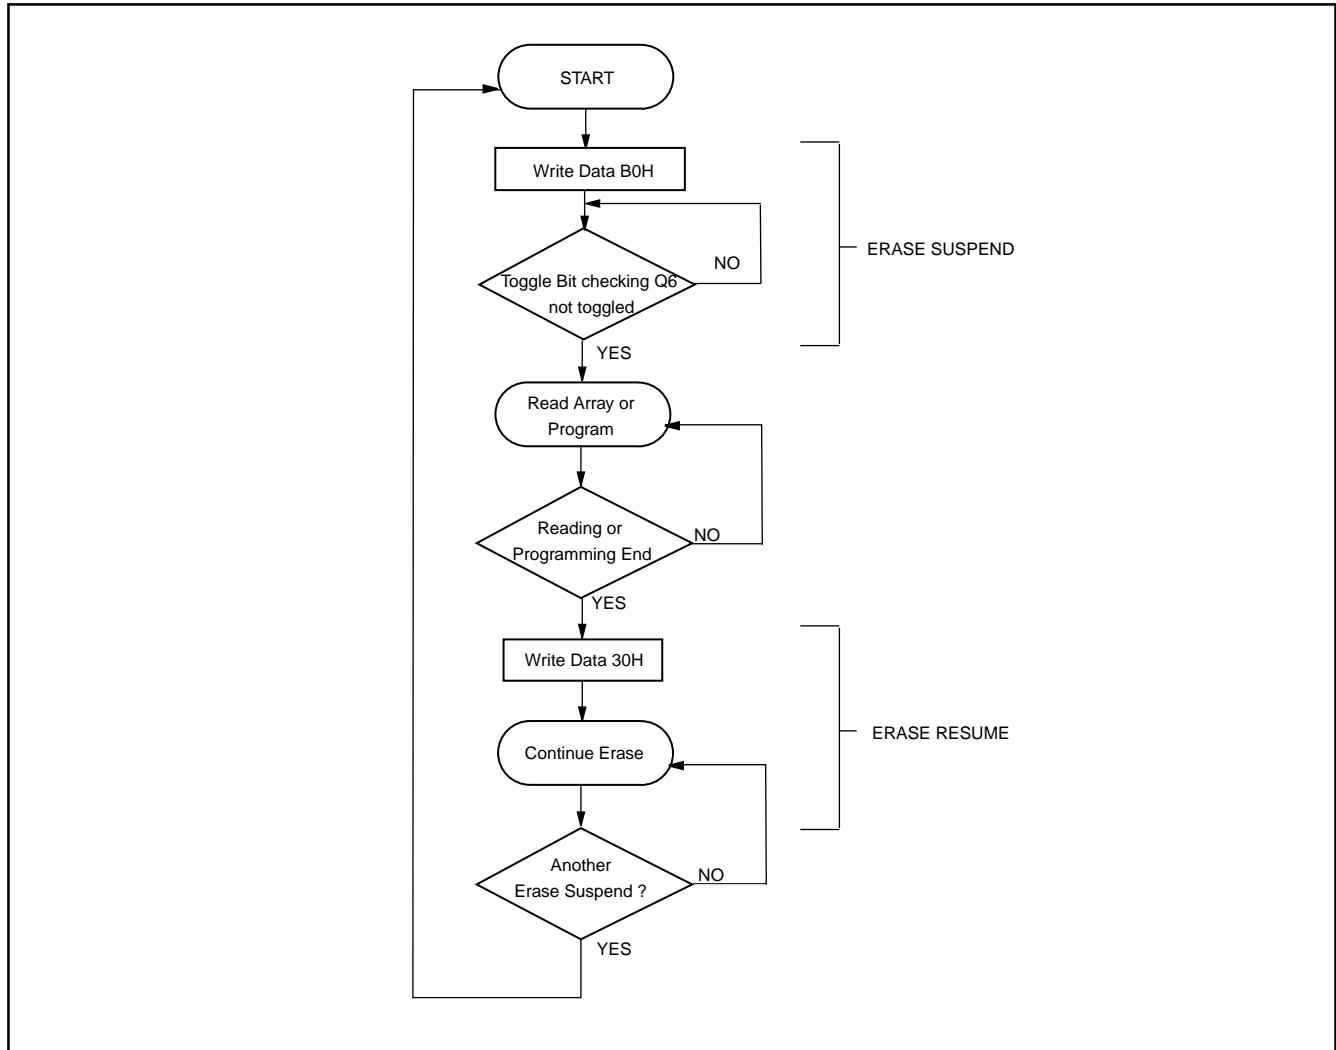 START
Write Data B0H
ERASE SUSPEND
NO
Toggle Bit checking Q6
not toggled
YES
Read Array or
Program
Reading or
NO
Programming End
YES
Write Data 30H
ERASE RESUME
Continue Erase
Another
NO
Erase Suspend ?
YES